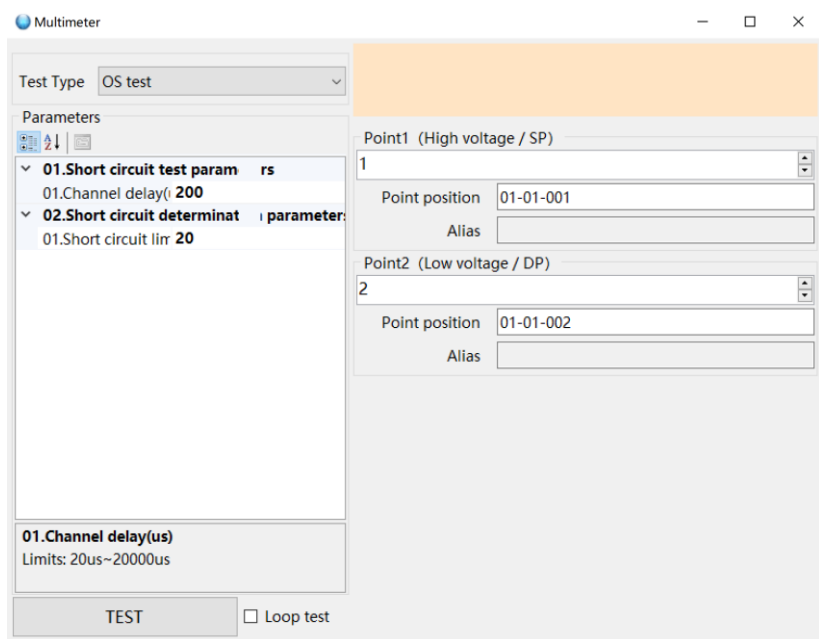 Multimeter
Test Type OS test
Parameters
01.Short circuit test param rs
01.Channel delay( 200
02.Short circuit determinat parameters
01.Short circuit lim 20
01.Channel delay(us)
Limits: 20us~20000us
TEST
Loop test
Point1 (High voltage / SP)
1
Point position 01-01-001
Alias
Point2 (Low voltage / DP)
2
Point position 01-01-002
Alias